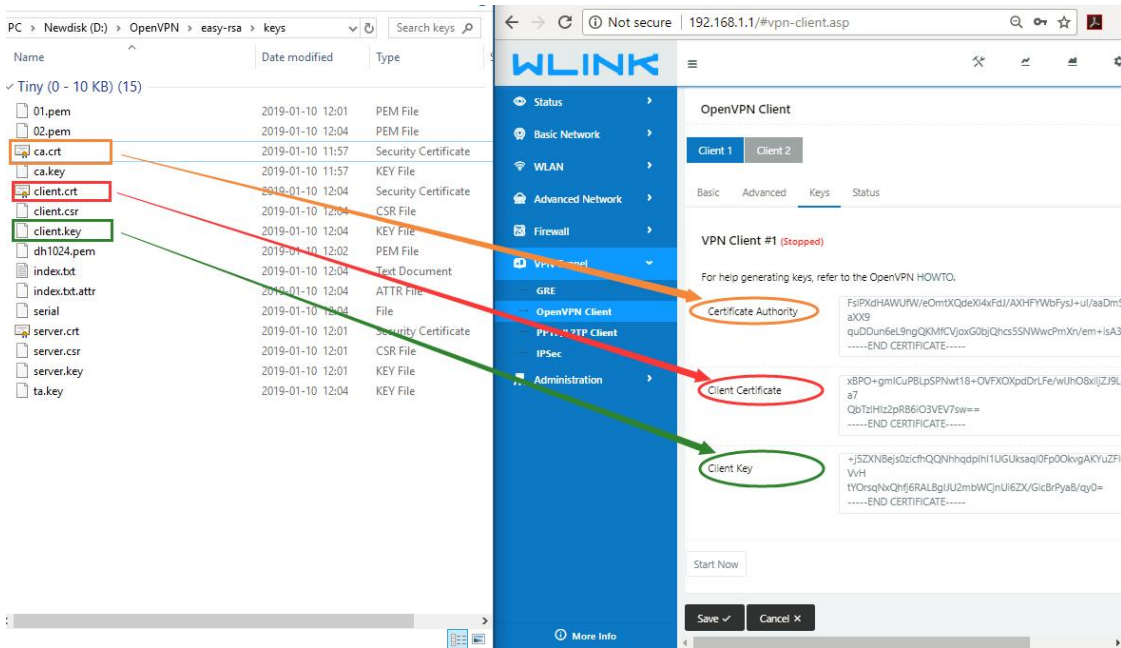 PC > Newdisk (D:) > OpenVPN > easy-rsa > keys
Search keys
Name Date modified Type
Tiny (0 - 10 KB) (15)
01.pem 2019-01-10 12:01 PEM File
02.pem 2019-01-10 12:04 PEM File
ca.crt 2019-01-10 11:57 Security Certificate
ca.key 2019-01-10 11:57 KEY File
client.crt 2019-01-10 12:04 Security Certificate
client.csr 2019-01-10 12:04 CSR File
client.key 2019-01-10 12:04 KEY File
dh1024.pem 2019-01-10 12:02 PEM File
index.txt 2019-01-10 12:04 Text Document
index.txt.attr 2019-01-10 12:04 ATTR File
serial 2019-01-10 12:04 File
server.crt 2019-01-10 12:01 Security Certificate
server.csr 2019-01-10 12:01 CSR File
server.key 2019-01-10 12:01 KEY File
ta.key 2019-01-10 12:04 KEY File
Not secure | 192.168.1.1/#vpn-client.asp
WLINK
Status
Basic Network
WLAN
Advanced Network
Firewall
VPN Tunnel
GRE
OpenVPN Client
Client
IPSec
Administration
More Info
OpenVPN Client
Client 1 Client 2
Basic Advanced Keys Status
VPN Client #1 (Stopped)
For help generating keys, refer to the OpenVPN HOWTO.
Certificate Authority
aXX9
-----END CERTIFICATE-----
Client Certificate
a7
-----END CERTIFICATE-----
Client Key
VvH
-----END CERTIFICATE-----
Start Now
Save Cancel